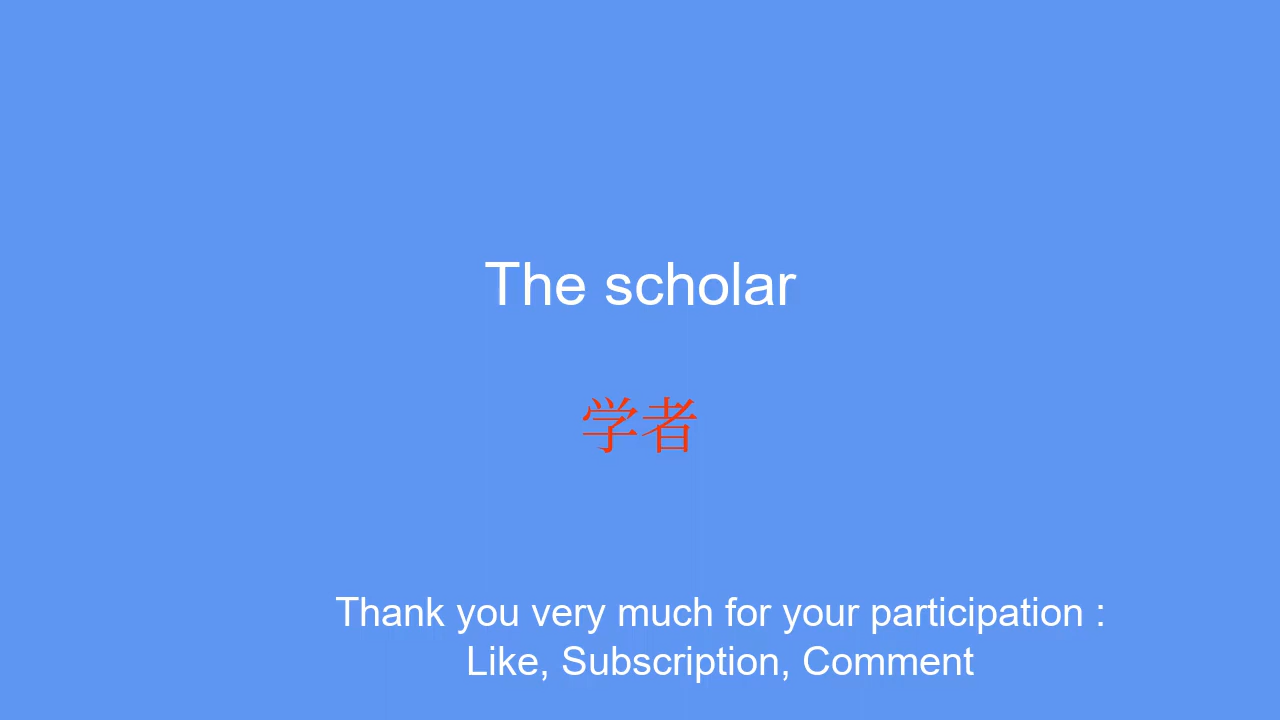 The scholar
学者
Thank you very much for your participation :
Like, Subscription, Comment